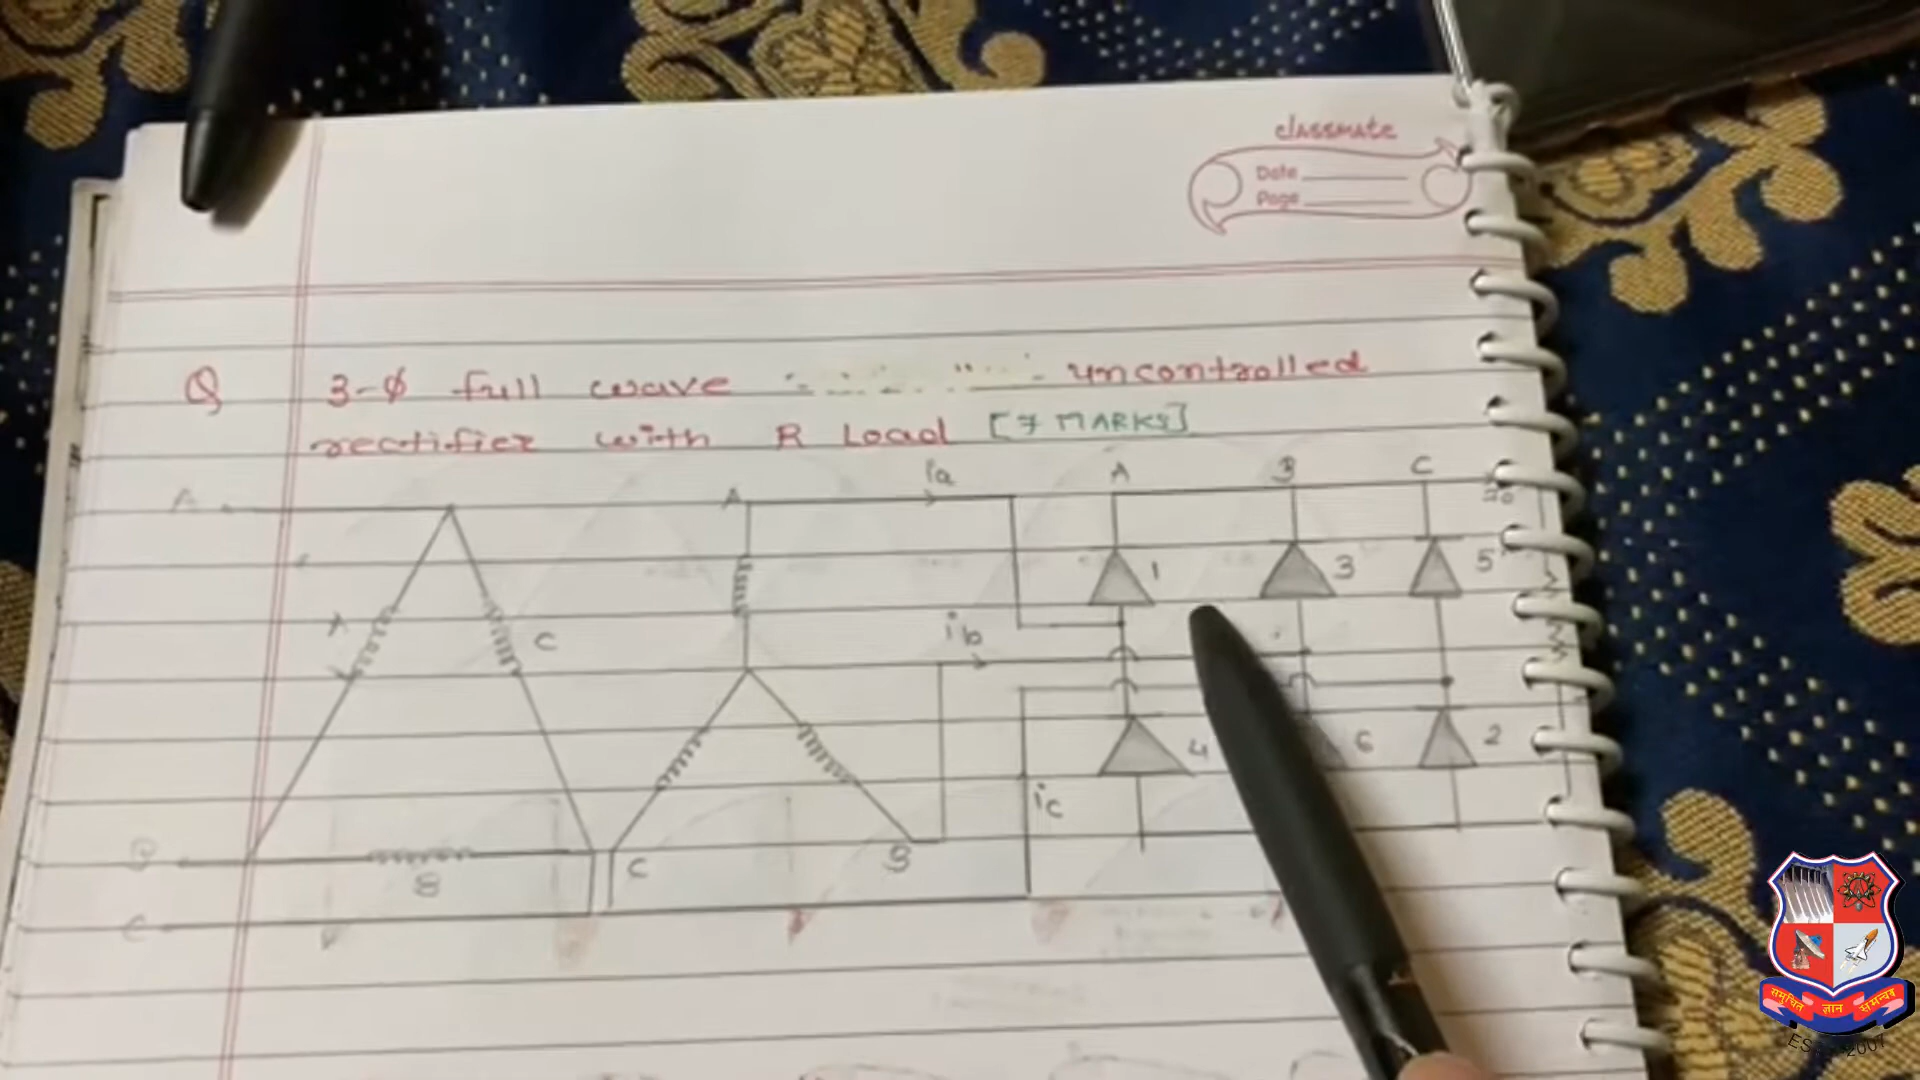 classmate
Date
Page
Q 3-φ full wave uncontrolled
rectifier with R Load [7 MARKS]
A A ia A B C
1 3 5
C ib
4 6 2
ic
B B C B
C
समुचित ज्ञान समन्वय
2007